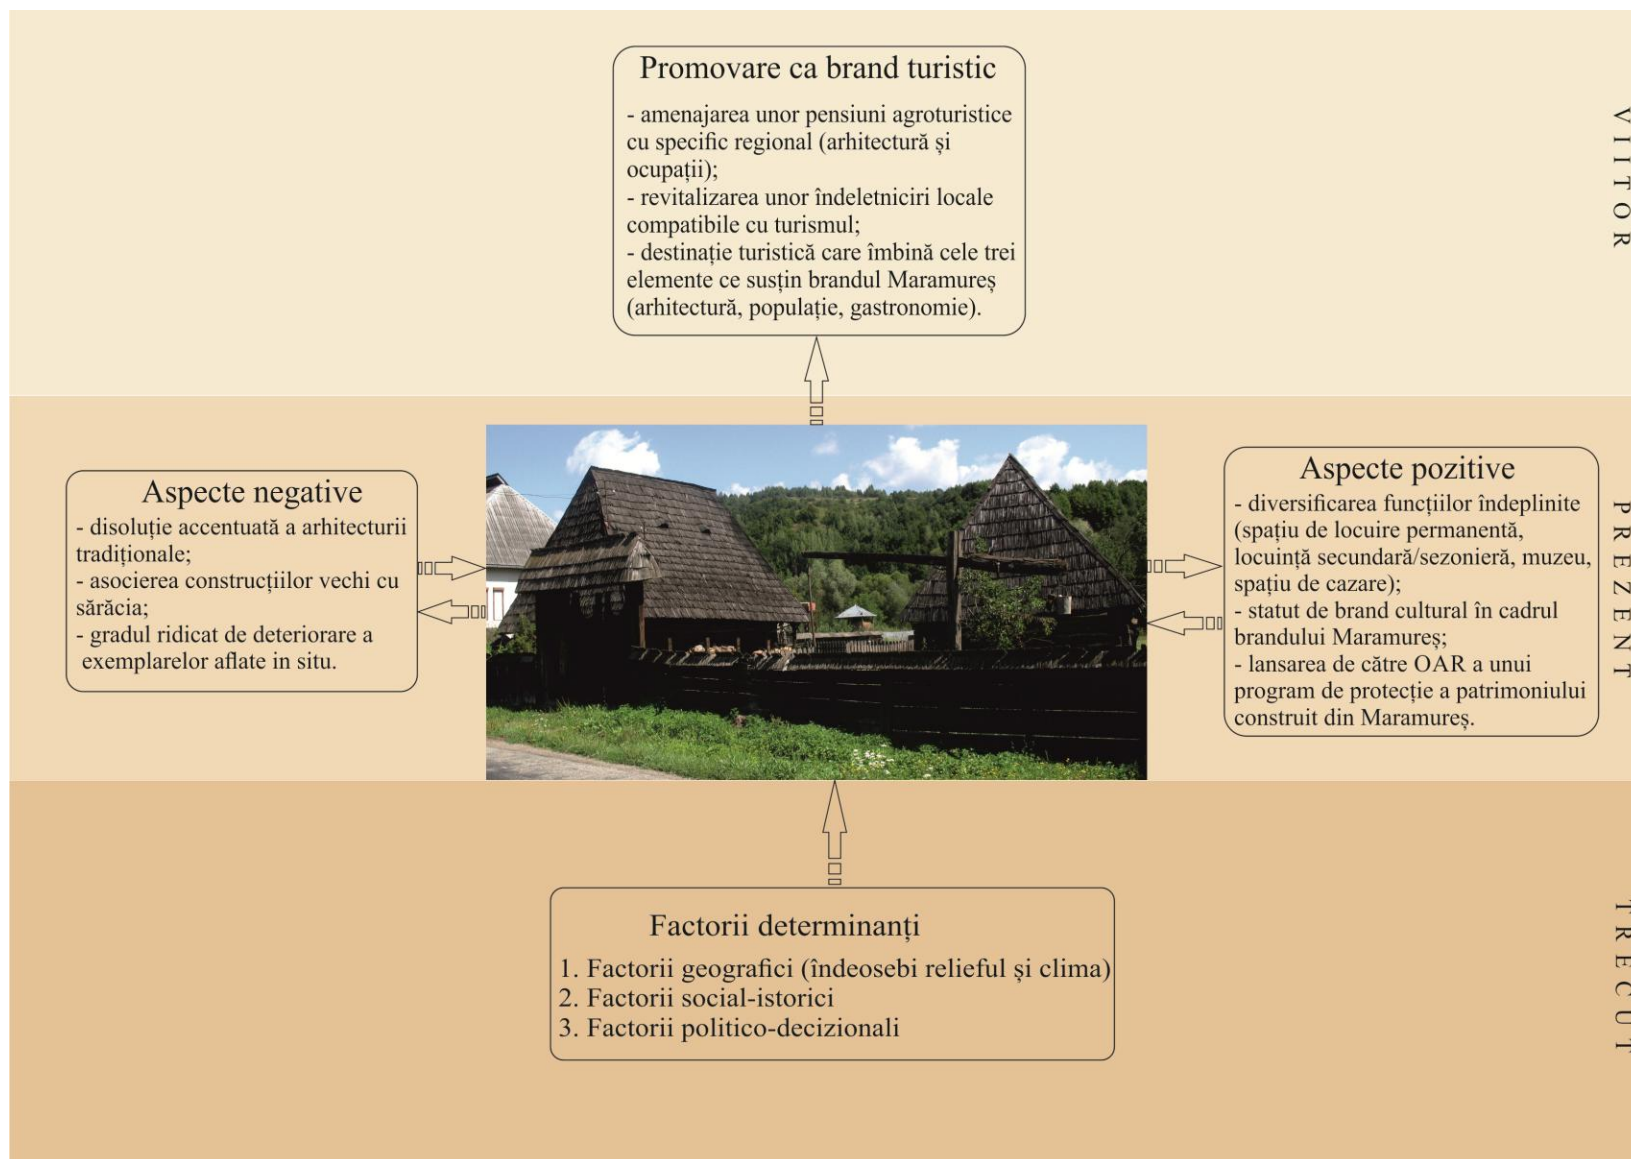 Promovare ca brand turistic
- amenajarea unor pensiuni agroturistice
cu specific regional (arhitectură și
ocupații);
- revitalizarea unor îndeletniciri locale
compatibile cu turismul;
- destinație turistică care îmbină cele trei
elemente ce susțin brandul Maramureș
(arhitectură, populație, gastronomie).
VIITOR
Aspecte negative
- disoluție accentuată a arhitecturii
tradiționale;
- asocierea construcțiilor vechi cu
sărăcia;
- gradul ridicat de deteriorare a
exemplarelor aflate in situ.
Aspecte pozitive
- diversificarea funcțiilor îndeplinite
(spațiu de locuire permanentă,
locuință secundară/sezonieră, muzeu,
spațiu de cazare);
- statut de brand cultural în cadrul
brandului Maramureș;
- lansarea de către OAR a unui
program de protecție a patrimoniului
construit din Maramureș.
PREZENT
Factorii determinanți
1. Factorii geografici (îndeosebi relieful și clima)
2. Factorii social-istorici
3. Factorii politico-decizionali
TRECUT